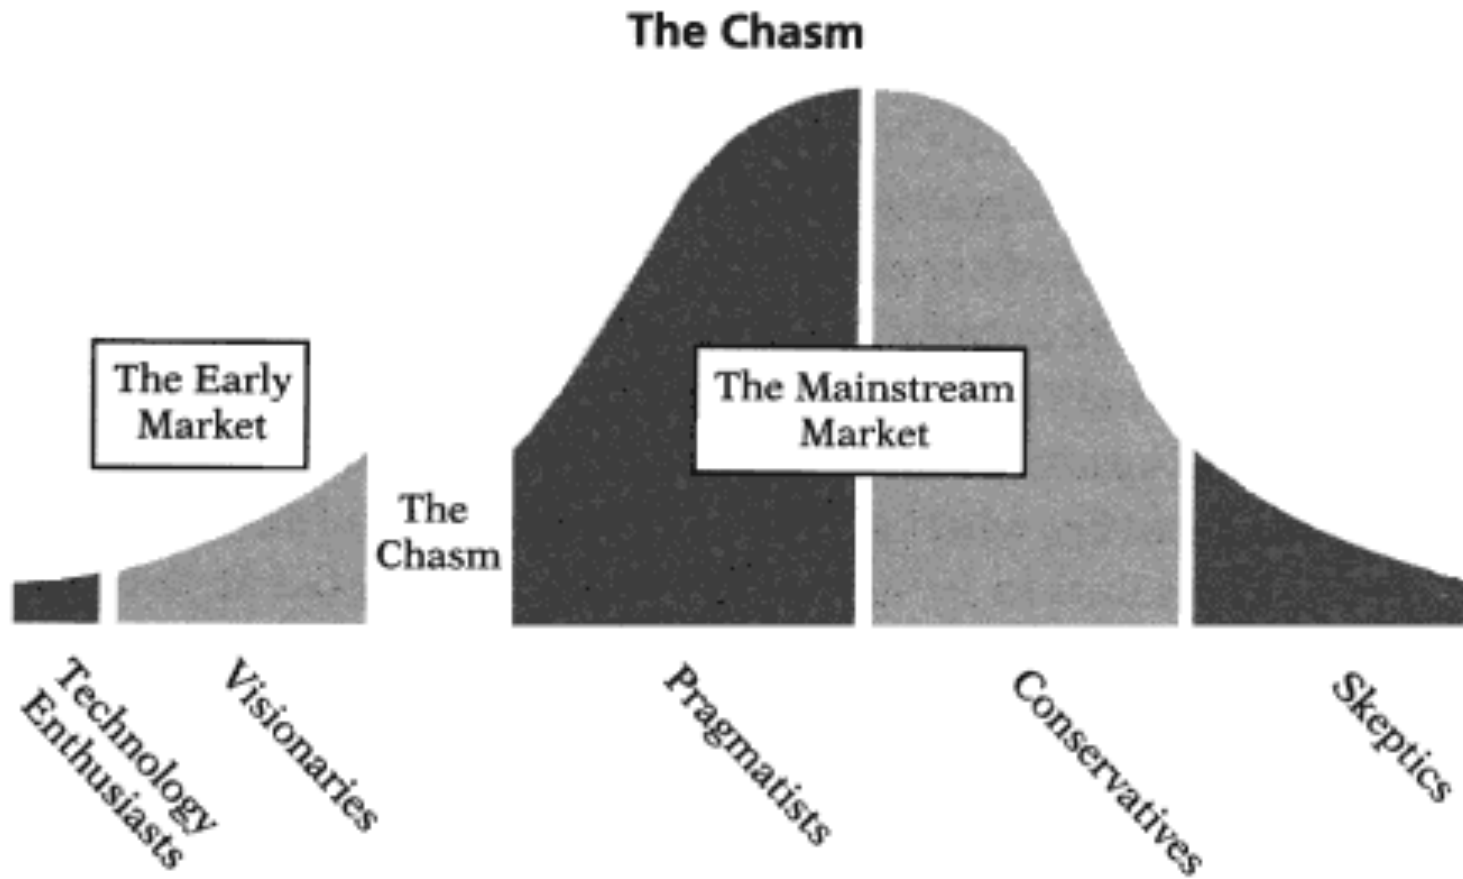 The Chasm
The Early
Market
The Mainstream
Market
The
Chasm
Technology
Enthusiasts
Visionaries
Pragmatists
Conservatives
Skeptics